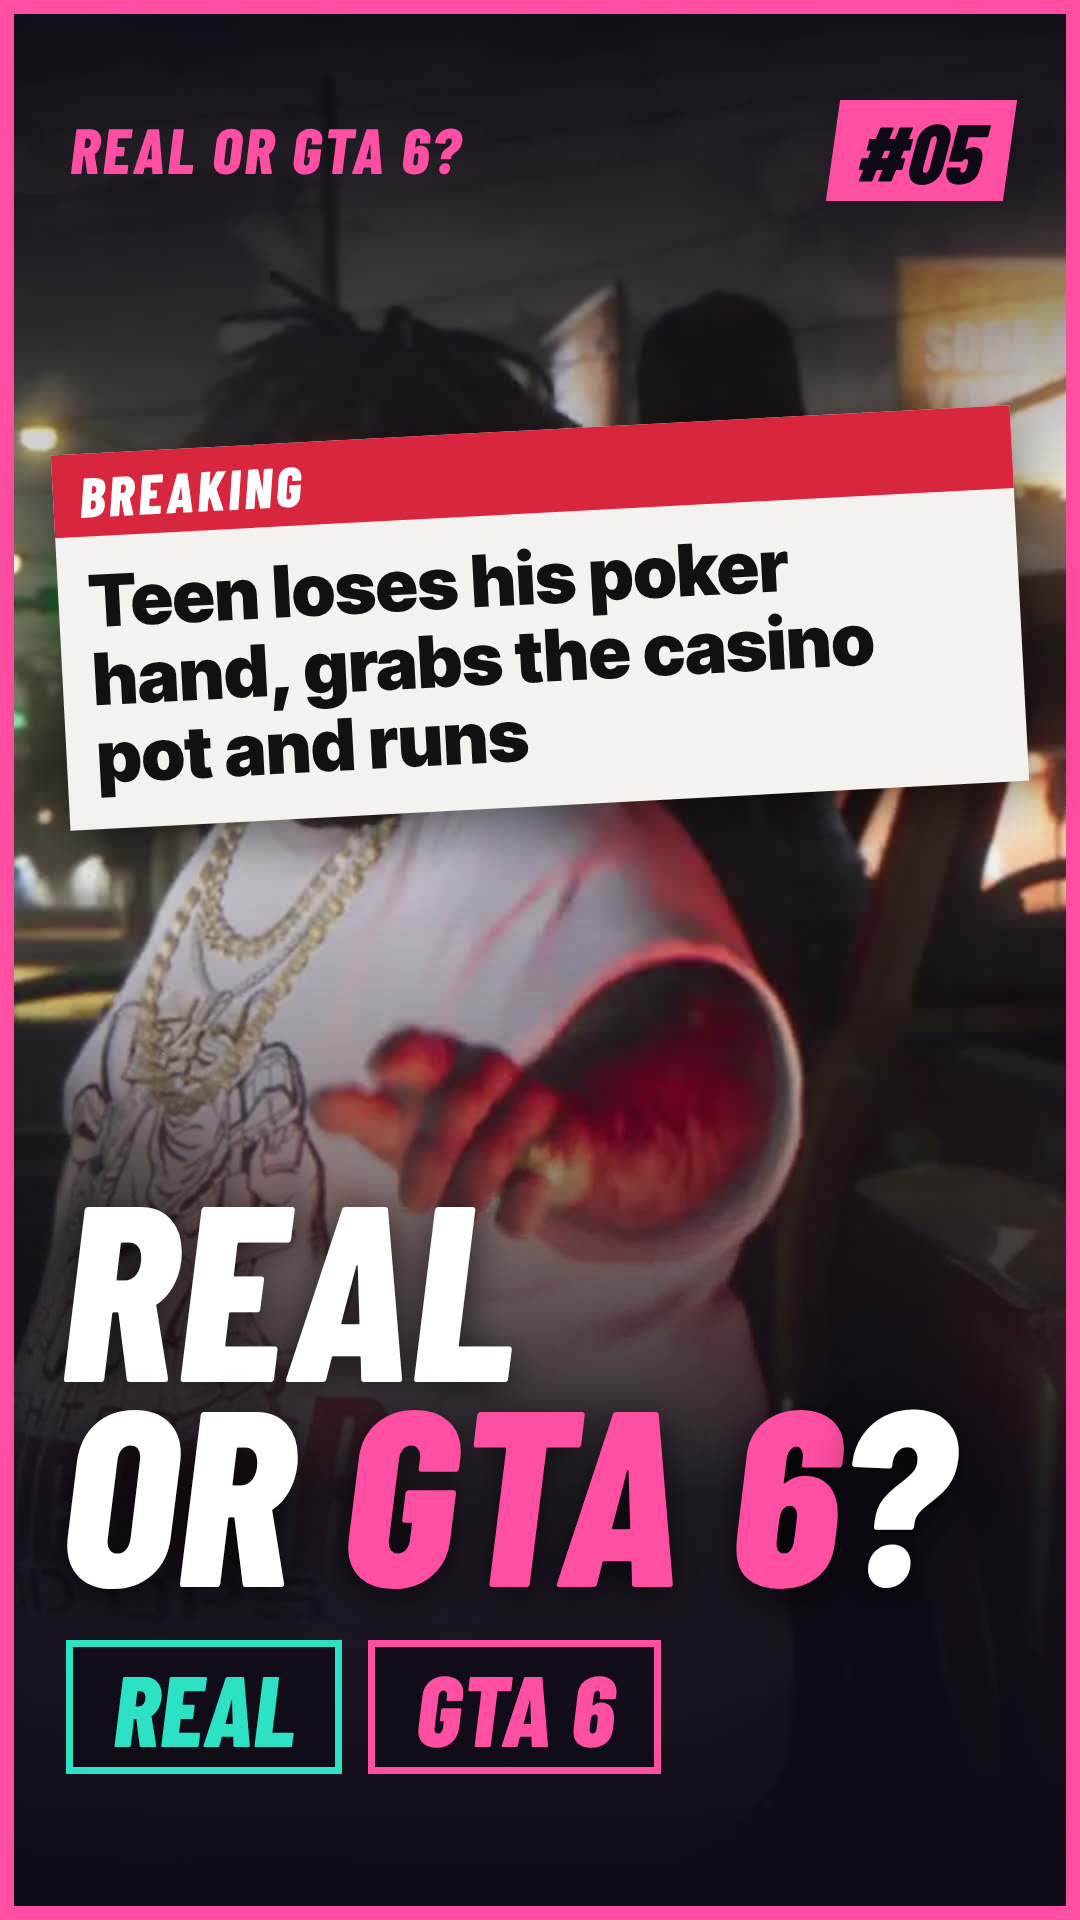 REAL OR GTA 6?
#05
BREAKING
Teen loses his poker
hand, grabs the casino
pot and runs
REAL
OR GTA 6?
REAL
GTA 6